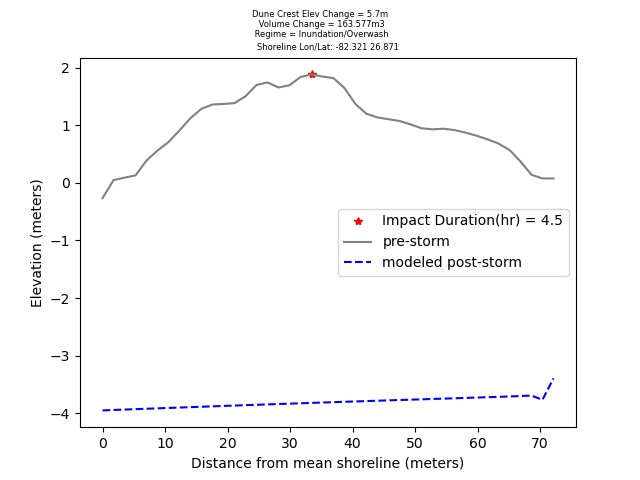 Dune Crest Elev Change = 5.7m
Volume Change = 163.577m3
Regime = Inundation/Overwash
Shoreline Lon/Lat: -82.321 26.871
2
1
0
−1
−2
−3
−4
Elevation (meters)
Impact Duration(hr) = 4.5
pre-storm
modeled post-storm
0 10 20 30 40 50 60 70
Distance from mean shoreline (meters)